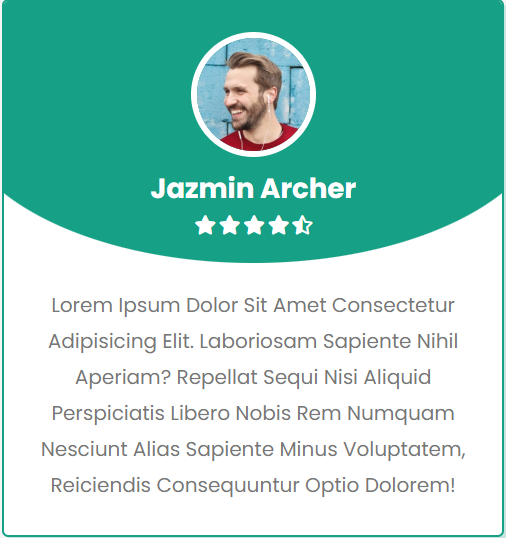 Jazmin Archer
Lorem Ipsum Dolor Sit Amet Consectetur
Adipisicing Elit. Laboriosam Sapiente Nihil
Aperiam? Repellat Sequi Nisi Aliquid
Perspiciatis Libero Nobis Rem Numquam
Nesciunt Alias Sapiente Minus Voluptatem,
Reiciendis Consequuntur Optio Dolorem!